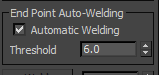 End Point Auto-Welding
Automatic Welding
Threshold 6.0